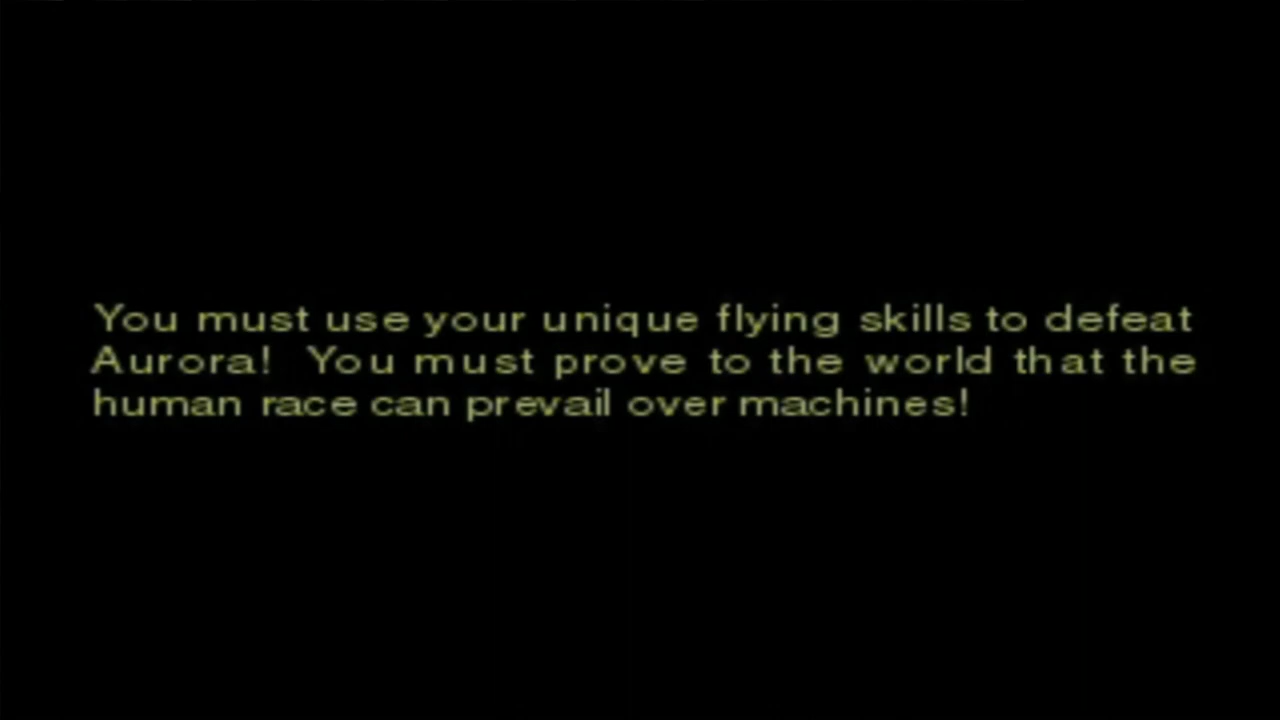 You must use your unique flying skills to defeat
Aurora!  You must prove to the world that the
human race can prevail over machines!